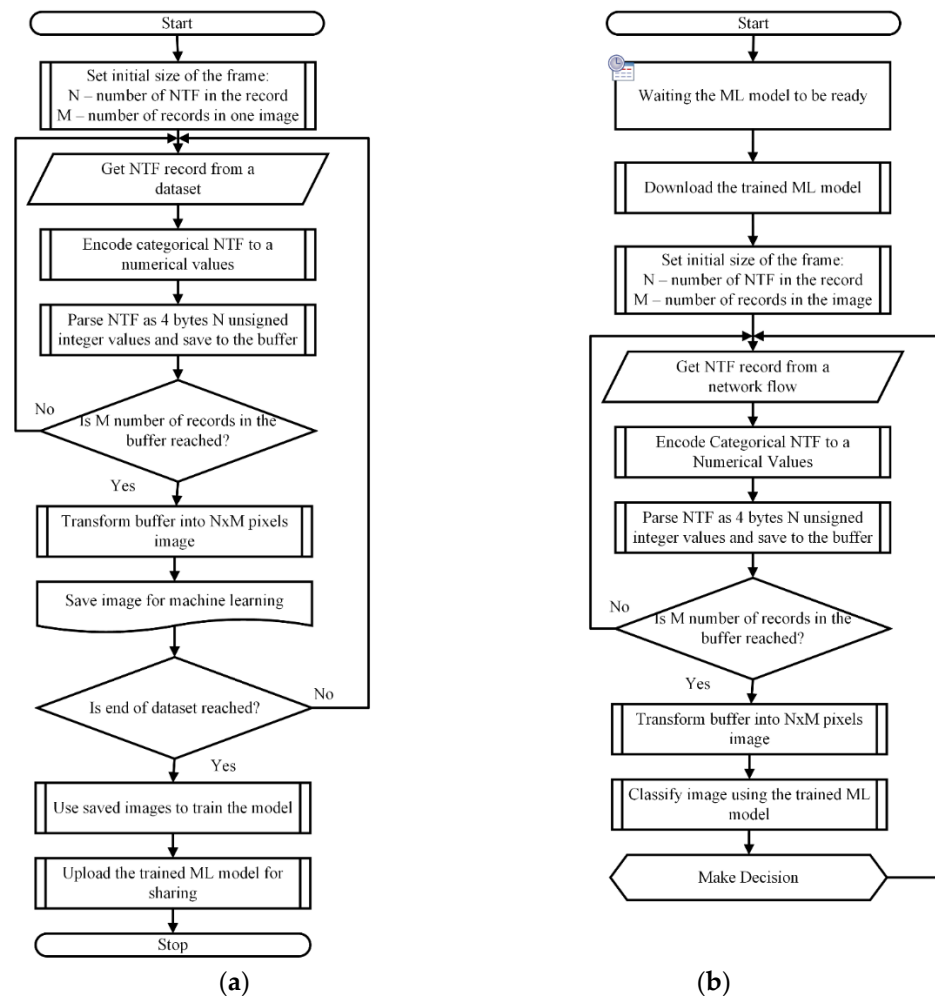 Start
Set initial size of the frame:
N – number of NTF in the record
M – number of records in one image
Get NTF record from a
dataset
Encode categorical NTF to a
numerical values
Parse NTF as 4 bytes N unsigned
integer values and save to the buffer
No
Is M number of records in the
buffer reached?
Yes
Transform buffer into NxM pixels
image
Save image for machine learning
No
Is end of dataset reached?
Yes
Use saved images to train the model
Upload the trained ML model for
sharing
Stop
(a)
Start
Waiting the ML model to be ready
Download the trained ML model
Set initial size of the frame:
N – number of NTF in the record
M – number of records in the image
Get NTF record from a
network flow
Encode Categorical NTF to a
Numerical Values
Parse NTF as 4 bytes N unsigned
integer values and save to the buffer
No
Is M number of records in the
buffer reached?
Yes
Transform buffer into NxM pixels
image
Classify image using the trained ML
model
Make Decision
(b)